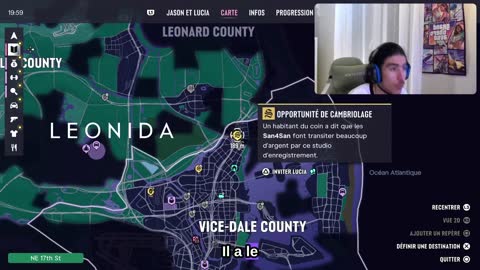 19:59
JASON ET LUCIA
CARTE
INFOS
PROGRESSION
LEONARD COUNTY
COUNTY
LEONIDA
189 m
OPPORTUNITÉ DE CAMBRIOLAGE
Un habitant du coin a dit que les
San4San font transiter beaucoup
d'argent par ce studio
d'enregistrement.
INVITER LUCIA
Océan Atlantique
RECENTRER
VUE 2D
AJOUTER UN REPÈRE
DÉFINIR UNE DESTINATION
QUITTER
VICE-DALE COUNTY
Il a le
NE 17th St